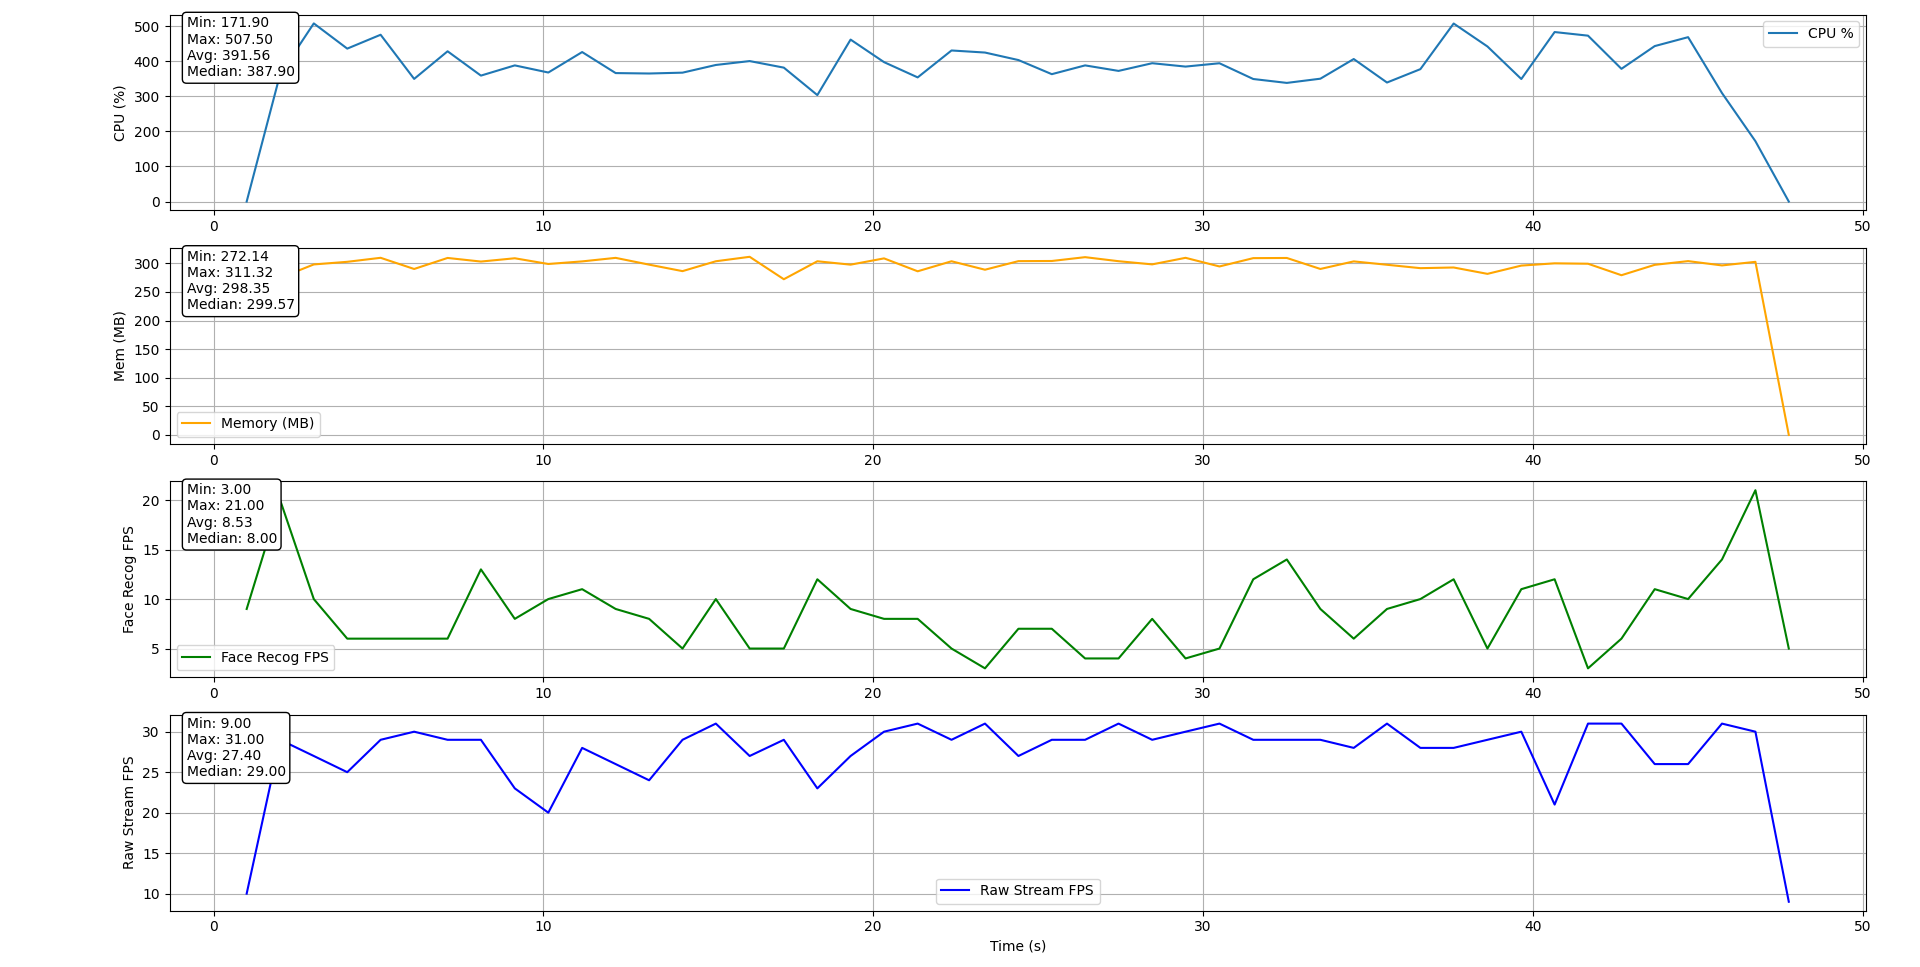 Min: 171.90
Max: 507.50
Avg: 391.56
Median: 387.90
CPU %
CPU (%)
500
400
300
200
100
0
0 10 20 30 40 50
Min: 272.14
Max: 311.32
Avg: 298.35
Median: 299.57
Mem (MB)
300
250
200
150
100
50
0
Memory (MB)
0 10 20 30 40 50
Min: 3.00
Max: 21.00
Avg: 8.53
Median: 8.00
Face Recog FPS
20
15
10
5
Face Recog FPS
0 10 20 30 40 50
Min: 9.00
Max: 31.00
Avg: 27.40
Median: 29.00
Raw Stream FPS
30
25
20
15
10
Raw Stream FPS
0 10 20 30 40 50
Time (s)